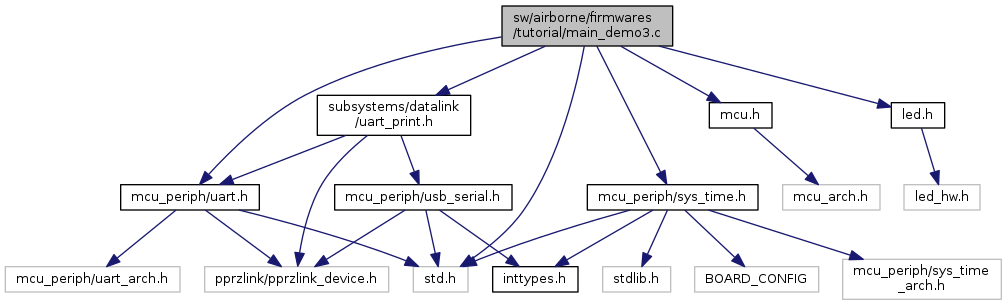 sw/airborne/firmwares
/tutorial/main_demo3.c
subsystems/datalink
/uart_print.h
mcu.h
led.h
mcu_periph/uart.h
mcu_periph/usb_serial.h
mcu_periph/sys_time.h
mcu_arch.h
led_hw.h
mcu_periph/uart_arch.h
pprzlink/pprzlink_device.h
std.h
inttypes.h
stdlib.h
BOARD_CONFIG
mcu_periph/sys_time
_arch.h